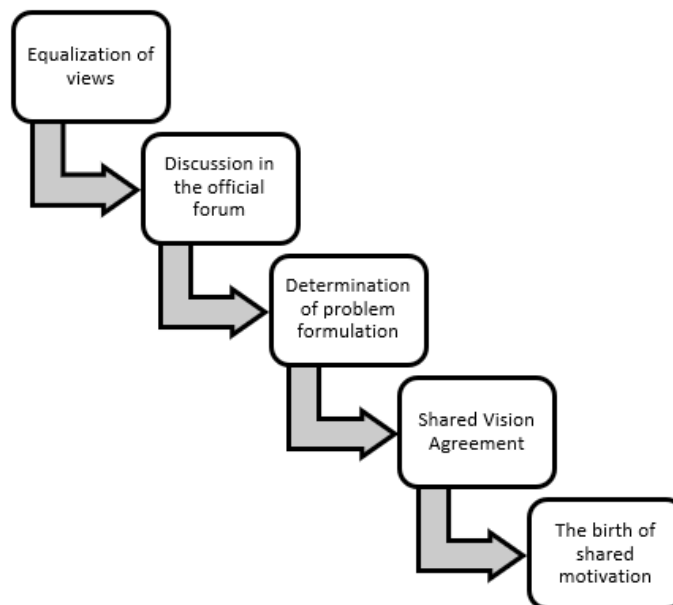 Equalization of
views
Discussion in
the official
forum
Determination
of problem
formulation
Shared Vision
Agreement
The birth of
shared
motivation